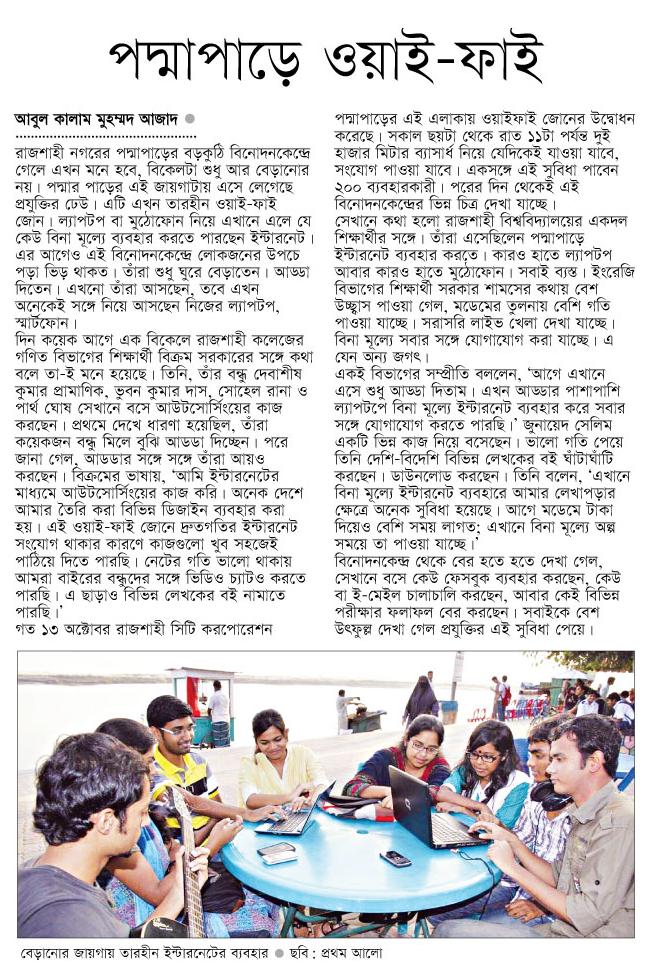 পদ্মাপাড়ে ওয়াই-ফাই
আবুল কালাম মুহম্মদ আজাদ ●
রাজশাহী নগরের পদ্মাপাড়ের বড়কুঠি বিনোদনকেন্দ্রে
গেলে এখন মনে হবে, বিকেলটা শুধু আর বেড়ানোর
নয়। পদ্মার পাড়ের এই জায়গাটায় এসে লেগেছে
প্রযুক্তির ঢেউ। এটি এখন তারহীন ওয়াই-ফাই
জোন। ল্যাপটপ বা মুঠোফোন নিয়ে এখানে এলে যে
কেউ বিনা মূল্যে ব্যবহার করতে পারছেন ইন্টারনেট।
এর আগেও এই বিনোদনকেন্দ্রে লোকজনের উপচে
পড়া ভিড় থাকত। তাঁরা শুধু ঘুরে বেড়াতেন। আড্ডা
দিতেন। এখনো তাঁরা আসছেন, তবে এখন
অনেকেই সঙ্গে নিয়ে আসছেন নিজের ল্যাপটপ,
স্মার্টফোন।
দিন কয়েক আগে এক বিকেলে রাজশাহী কলেজের
গণিত বিভাগের শিক্ষার্থী বিক্রম সরকারের সঙ্গে কথা
বলে তা-ই মনে হয়েছে। তিনি, তাঁর বন্ধু দেবাশীষ
কুমার প্রামাণিক, ভুবন কুমার দাস, সোহেল রানা ও
পার্থ ঘোষ সেখানে বসে আউটসোর্সিংয়ের কাজ
করছেন। প্রথমে দেখে ধারণা হয়েছিল, তাঁরা
কয়েকজন বন্ধু মিলে বুঝি আডডা দিচ্ছেন। পরে
জানা গেল, আডডার সঙ্গে সঙ্গে তাঁরা আয়ও
করছেন। বিক্রমের ভাষায়, ‘আমি ইন্টারনেটের
মাধ্যমে আউটসোর্সিংয়ের কাজ করি। অনেক দেশে
আমার তৈরি করা বিভিন্ন ডিজাইন ব্যবহার করা
হয়। এই ওয়াই-ফাই জোনে দ্রুতগতির ইন্টারনেট
সংযোগ থাকার কারণে কাজগুলো খুব সহজেই
পাঠিয়ে দিতে পারছি। নেটের গতি ভালো থাকায়
আমরা বাইরের বন্ধুদের সঙ্গে ভিডিও চ্যাটও করতে
পারছি। এ ছাড়াও বিভিন্ন লেখকের বই নামাতে
পারছি।’
গত ১৩ অক্টোবর রাজশাহী সিটি করপোরেশন
পদ্মাপাড়ের এই এলাকায় ওয়াইফাই জোনের উদ্বোধন
করেছে। সকাল ছয়টা থেকে রাত ১১টা পর্যন্ত দুই
হাজার মিটার ব্যাসার্ধ নিয়ে যেদিকেই যাওয়া যাবে,
সংযোগ পাওয়া যাবে। একসঙ্গে এই সুবিধা পাবেন
২০০ ব্যবহারকারী। পরের দিন থেকেই এই
বিনোদনকেন্দ্রের ভিন্ন চিত্র দেখা যাচ্ছে।
সেখানে কথা হলো রাজশাহী বিশ্ববিদ্যালয়ের একদল
শিক্ষার্থীর সঙ্গে। তাঁরা এসেছিলেন পদ্মাপাড়ে
ইন্টারনেট ব্যবহার করতে। কারও হাতে ল্যাপটপ
আবার কারও হাতে মুঠোফোন। সবাই ব্যস্ত। ইংরেজি
বিভাগের শিক্ষার্থী সরকার শামসের কথায় বেশ
উচ্ছ্বাস পাওয়া গেল, মডেমের তুলনায় বেশি গতি
পাওয়া যাচ্ছে। সরাসরি লাইভ খেলা দেখা যাচ্ছে।
বিনা মূল্যে সবার সঙ্গে যোগাযোগ করা যাচ্ছে। এ
যেন অন্য জগৎ।
একই বিভাগের সম্প্রীতি বললেন, ‘আগে এখানে
এসে শুধু আড্ডা দিতাম। এখন আড্ডার পাশাপাশি
ল্যাপটপে বিনা মূল্যে ইন্টারনেট ব্যবহার করে সবার
সঙ্গে যোগাযোগ করতে পারছি।’ জুনায়েদ সেলিম
একটি ভিন্ন কাজ নিয়ে বসেছেন। ভালো গতি পেয়ে
তিনি দেশি-বিদেশি বিভিন্ন লেখকের বই ঘাঁটাঘাঁটি
করছেন। ডাউনলোড করছেন। তিনি বলেন, ‘এখানে
বিনা মূল্যে ইন্টারনেট ব্যবহারে আমার লেখাপড়ার
ক্ষেত্রে অনেক সুবিধা হয়েছে। আগে মডেমে টাকা
দিয়েও বেশি সময় লাগত; এখানে বিনা মূল্যে অল্প
সময়ে তা পাওয়া যাচ্ছে।’
বিনোদনকেন্দ্র থেকে বের হতে হতে দেখা গেল,
সেখানে বসে কেউ ফেসবুক ব্যবহার করছেন, কেউ
বা ই-মেইল চালাচালি করছেন, আবার কেই বিভিন্ন
পরীক্ষার ফলাফল বের করছেন। সবাইকে বেশ
উৎফুল্ল দেখা গেল প্রযুক্তির এই সুবিধা পেয়ে।
বেড়ানোর জায়গায় তারহীন ইন্টারনেটের ব্যবহার ● ছবি : প্রথম আলো